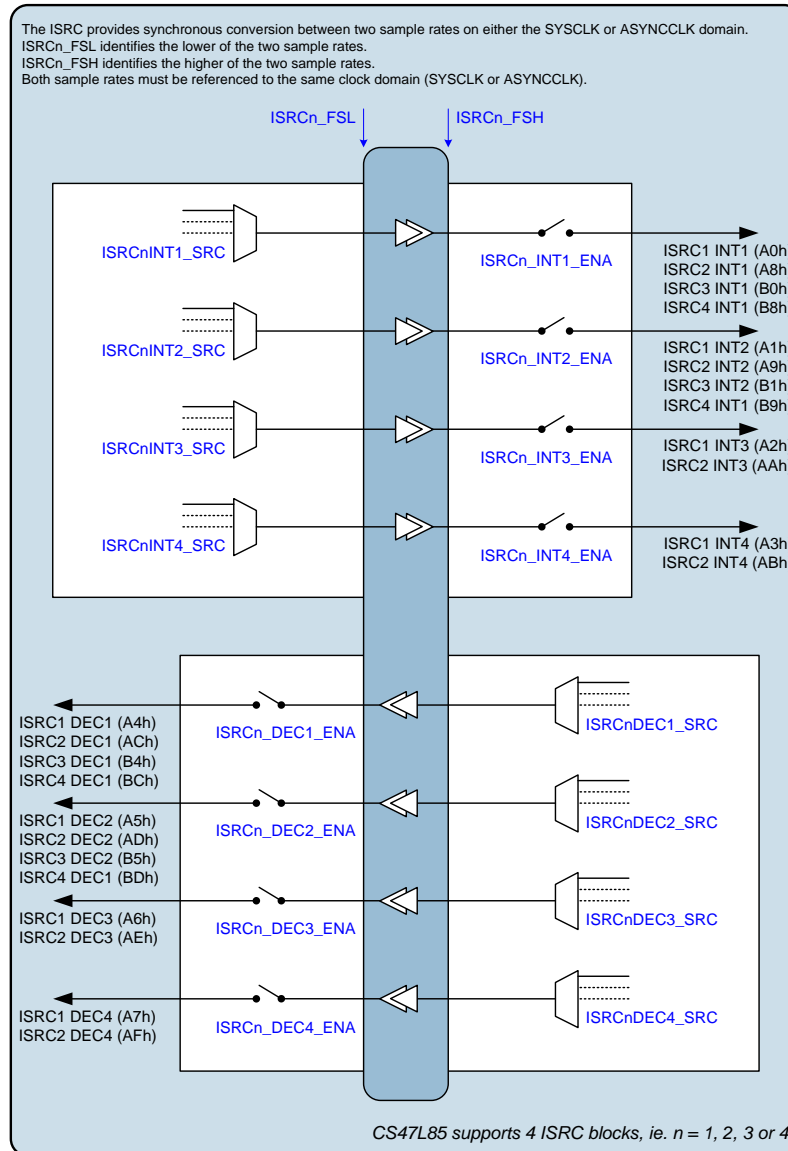 The ISRC provides synchronous conversion between two sample rates on either the SYSCLK or ASYNCCLK domain.
ISRCn_FSL identifies the lower of the two sample rates.
ISRCn_FSH identifies the higher of the two sample rates.
Both sample rates must be referenced to the same clock domain (SYSCLK or ASYNCCLK).
ISRCn_FSL
ISRCn_FSH
ISRCnINT1_SRC
ISRCn_INT1_ENA
ISRC1 INT1 (A0h
ISRC2 INT1 (A8h
ISRC3 INT1 (B0h
ISRC4 INT1 (B8h
ISRCnINT2_SRC
ISRCn_INT2_ENA
ISRC1 INT2 (A1h
ISRC2 INT2 (A9h
ISRC3 INT2 (B1h
ISRC4 INT1 (B9h
ISRCnINT3_SRC
ISRCn_INT3_ENA
ISRC1 INT3 (A2h
ISRC2 INT3 (AAh
ISRCnINT4_SRC
ISRCn_INT4_ENA
ISRC1 INT4 (A3h
ISRC2 INT4 (ABh
ISRC1 DEC1 (A4h)
ISRC2 DEC1 (ACh)
ISRC3 DEC1 (B4h)
ISRC4 DEC1 (BCh)
ISRCn_DEC1_ENA
ISRCnDEC1_SRC
ISRC1 DEC2 (A5h)
ISRC2 DEC2 (ADh)
ISRC3 DEC2 (B5h)
ISRC4 DEC1 (BDh)
ISRCn_DEC2_ENA
ISRCnDEC2_SRC
ISRC1 DEC3 (A6h)
ISRC2 DEC3 (AEh)
ISRCn_DEC3_ENA
ISRCnDEC3_SRC
ISRC1 DEC4 (A7h)
ISRC2 DEC4 (AFh)
ISRCn_DEC4_ENA
ISRCnDEC4_SRC
CS47L85 supports 4 ISRC blocks, ie. n = 1, 2, 3 or 4